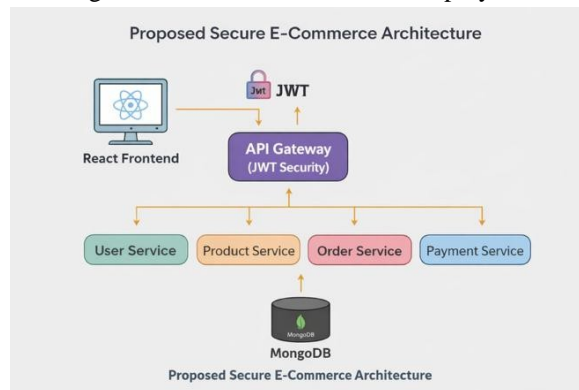 Proposed Secure E-Commerce Architecture
Jwt JWT
React Frontend
API Gateway
(JWT Security)
User Service
Product Service
Order Service
Payment Service
MongoDB
MongoDB
Proposed Secure E-Commerce Architecture